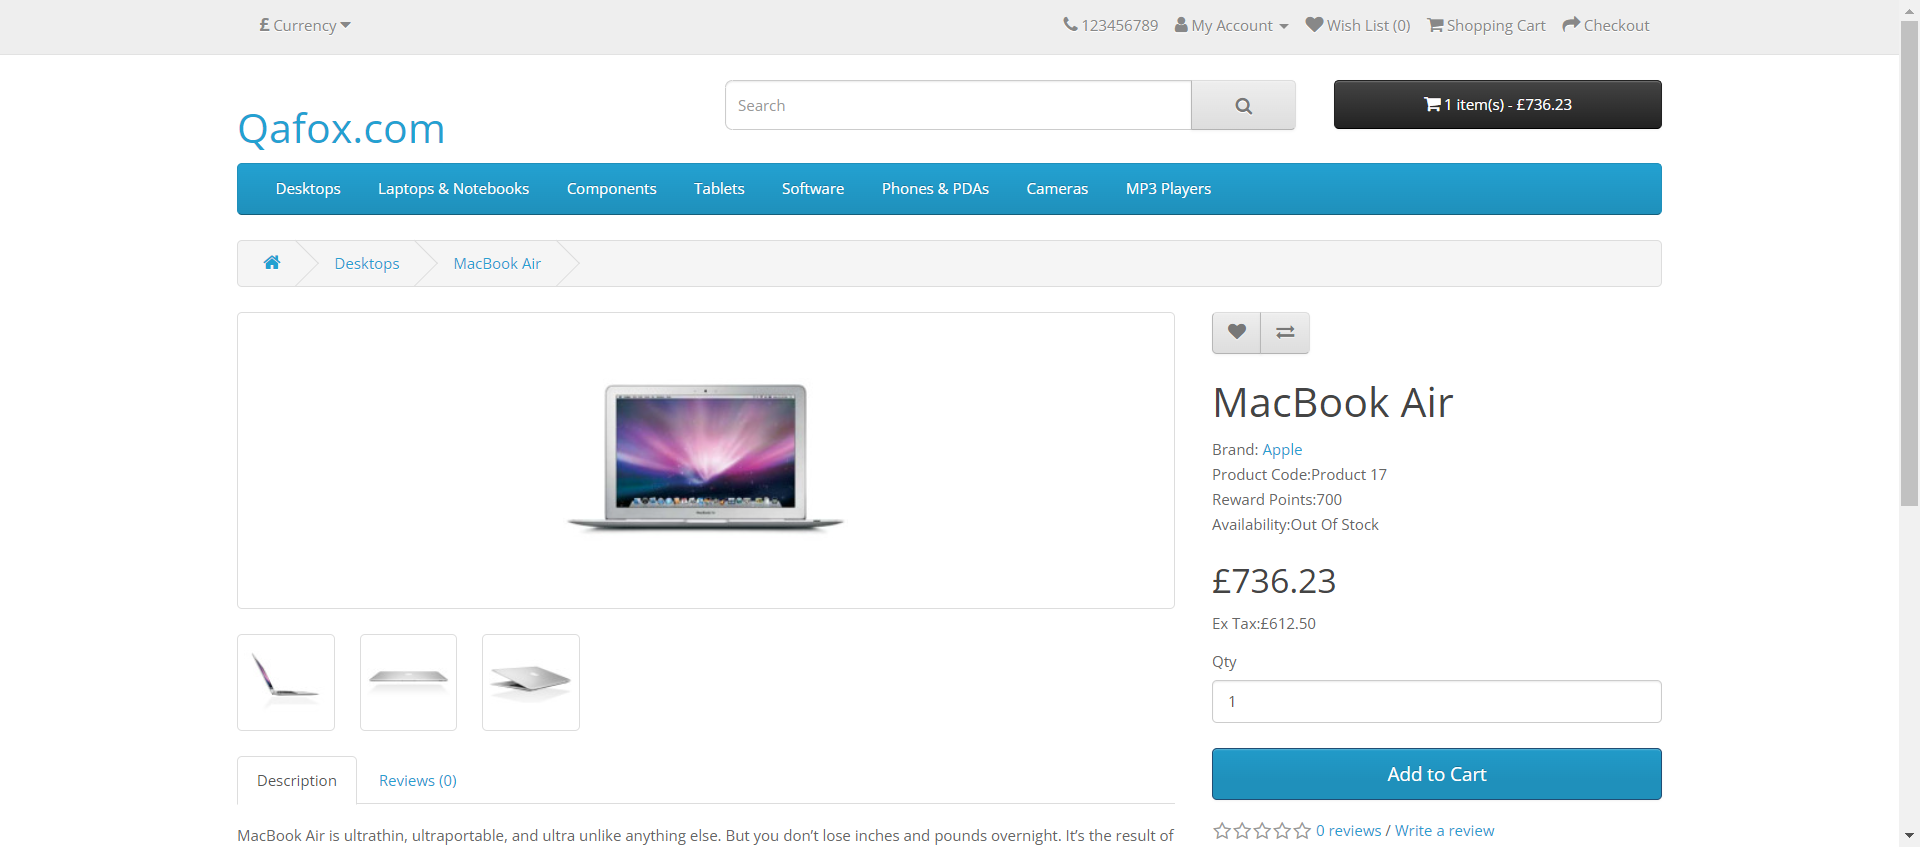 £ Currency
123456789 My Account Wish List (0) Shopping Cart Checkout
Search
1 item(s) - £736.23
Qafox.com
Desktops Laptops & Notebooks Components Tablets Software Phones & PDAs Cameras MP3 Players
Desktops MacBook Air
MacBook Air
Brand: Apple
Product Code:Product 17
Reward Points:700
Availability:Out Of Stock
£736.23
Ex Tax:£612.50
Qty
1
Add to Cart
0 reviews / Write a review
Description Reviews (0)
MacBook Air is ultrathin, ultraportable, and ultra unlike anything else. But you don’t lose inches and pounds overnight. It’s the result of